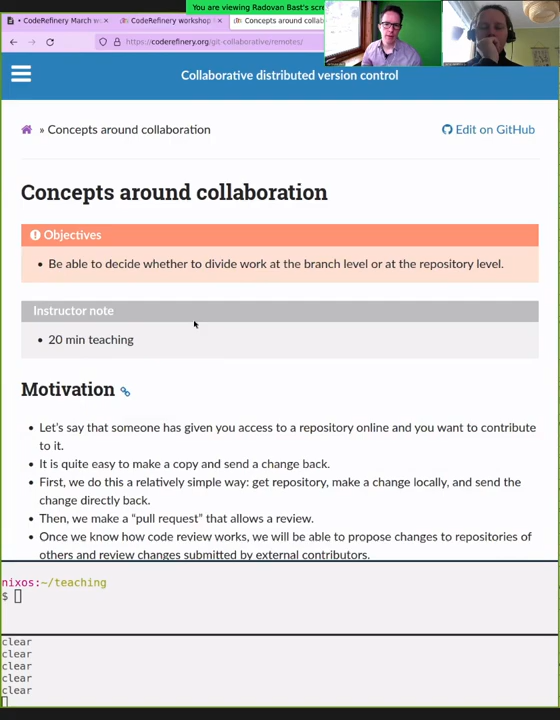 You are viewing Radovan Bast's scr
CodeRefinery March w
CodeRefinery workshop
Concepts around collab
https://coderefinery.org/git-collaborative/remotes/
Collaborative distributed version control
» Concepts around collaboration
Edit on GitHub
Concepts around collaboration
Objectives
• Be able to decide whether to divide work at the branch level or at the repository level.
Instructor note
• 20 min teaching
Motivation
• Let's say that someone has given you access to a repository online and you want to contribute
to it.
• It is quite easy to make a copy and send a change back.
• First, we do this a relatively simple way: get repository, make a change locally, and send the
change directly back.
• Then, we make a "pull request" that allows a review.
• Once we know how code review works, we will be able to propose changes to repositories of
others and review changes submitted by external contributors.
nixos:~/teaching
$
clear
clear
clear
clear
clear